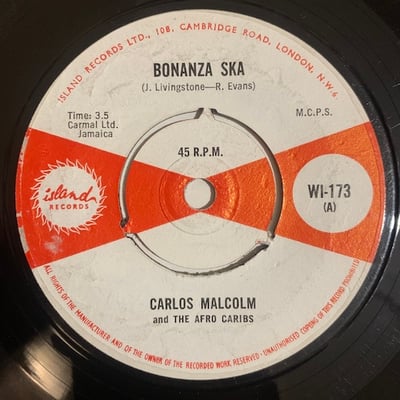 ISLAND RECORDS LTD., 108, CAMBRIDGE ROAD, LONDON, N.W.6
BONANZA SKA
(J. Livingstone—R. Evans)
Time: 3.5
Carmal Ltd.
Jamaica
M.C.P.S.
45 R.P.M.
island
RECORDS
WI-173
(A)
CARLOS MALCOLM
and THE AFRO CARIBS
ALL RIGHTS OF THE MANUFACTURER AND OF THE OWNER OF THE RECORDED WORK RESERVED · UNAUTHORISED COPYING OF THIS RECORD PROHIBITED